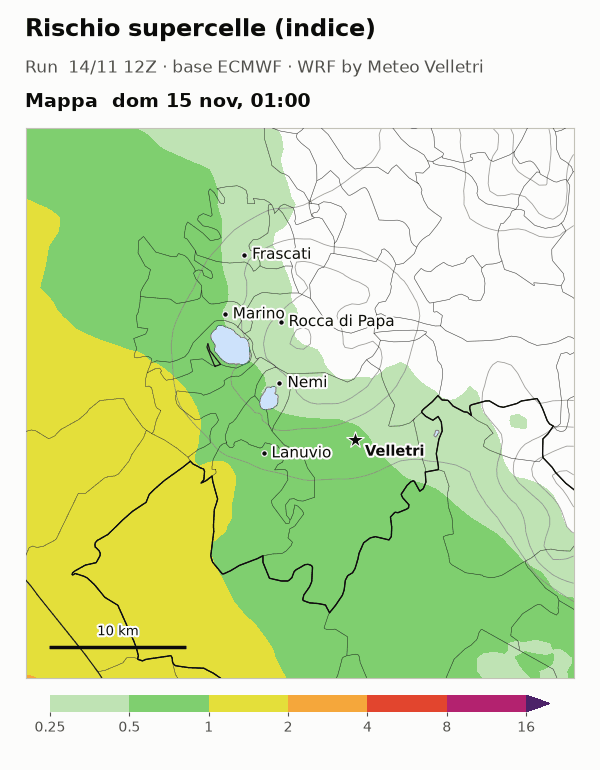 Rischio supercelle (indice)
Run  14/11 12Z · base ECMWF · WRF by Meteo Velletri
Mappa  dom 15 nov, 01:00
Frascati
Marino
Rocca di Papa
Nemi
Velletri
Lanuvio
10 km
0.25 0.5 1 2 4 8 16